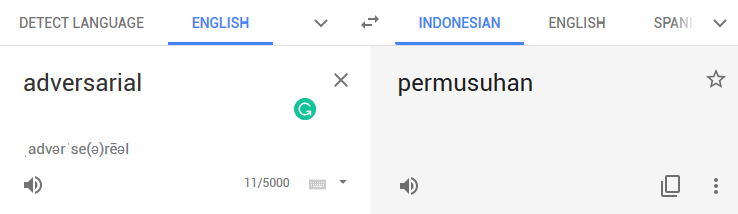 DETECT LANGUAGE ENGLISH INDONESIAN ENGLISH SPANI
adversarial
permusuhan
ˌadvərˈse(ə)rēəl
11/5000